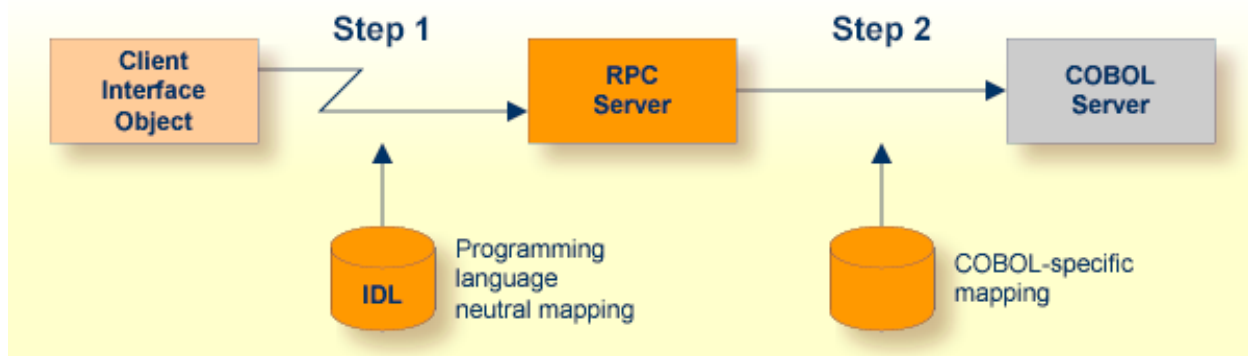 Step 1
Step 2
Client
Interface
Object
RPC
Server
COBOL
Server
IDL
Programming
language
neutral mapping
COBOL-specific
mapping